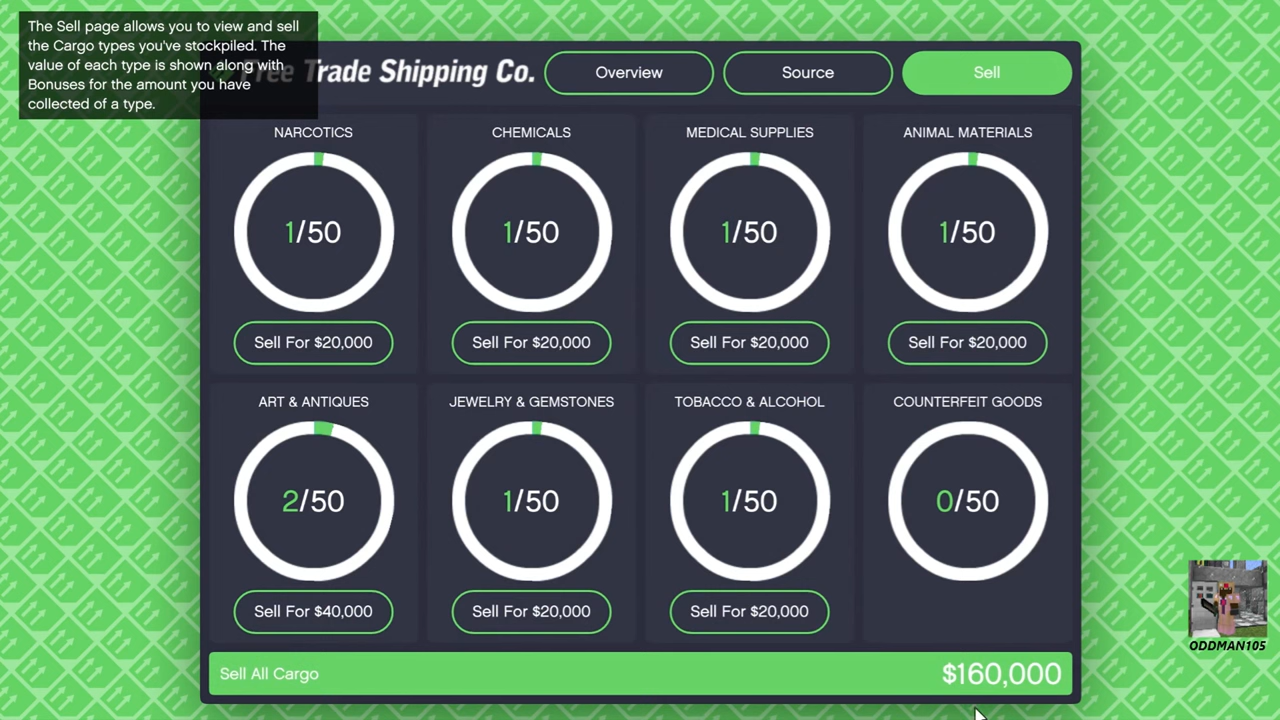 The Sell page allows you to view and sell
the Cargo types you've stockpiled. The
value of each type is shown along with
Bonuses for the amount you have
collected of a type.
Free Trade Shipping Co.
Overview
Source
Sell
NARCOTICS
CHEMICALS
MEDICAL SUPPLIES
ANIMAL MATERIALS
1/50
1/50
1/50
1/50
Sell For $20,000
Sell For $20,000
Sell For $20,000
Sell For $20,000
ART & ANTIQUES
JEWELRY & GEMSTONES
TOBACCO & ALCOHOL
COUNTERFEIT GOODS
2/50
1/50
1/50
0/50
Sell For $40,000
Sell For $20,000
Sell For $20,000
Sell All Cargo
$160,000
ODDMAN105